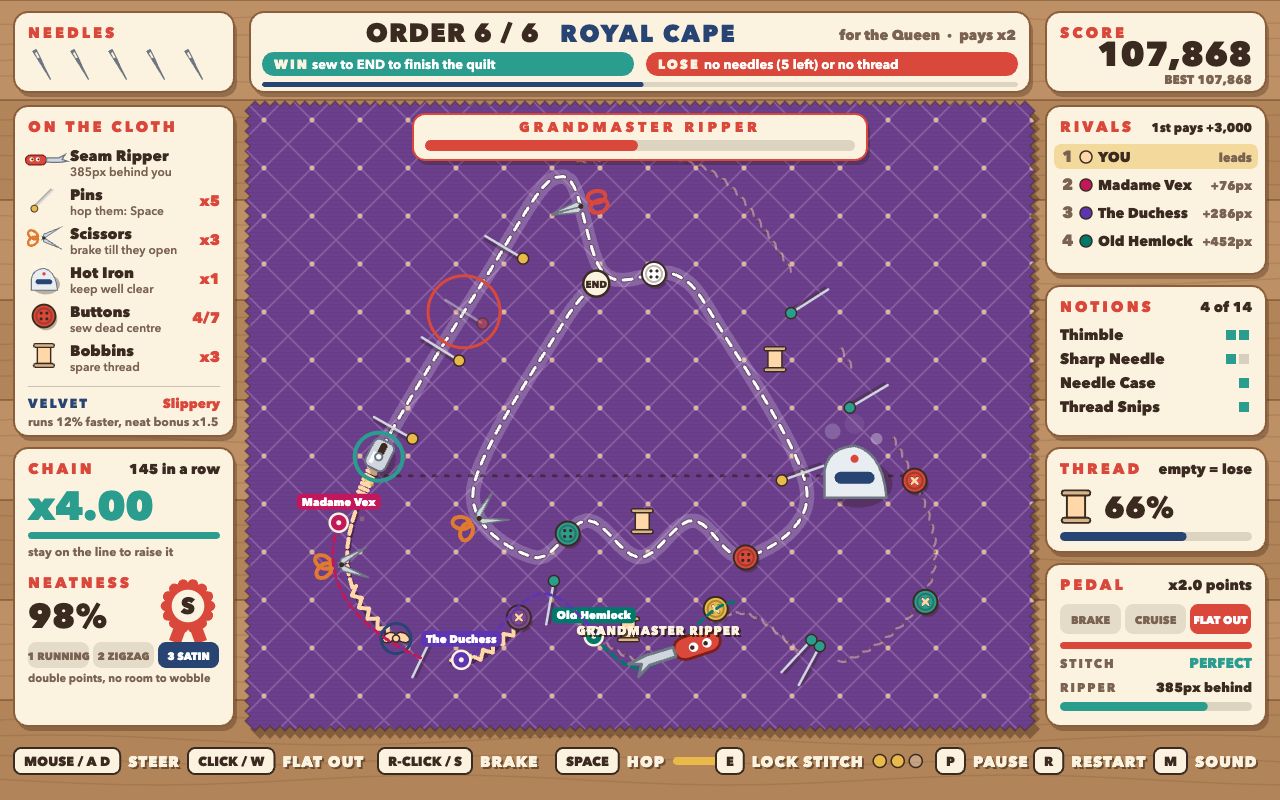 NEEDLES
ORDER 6 / 6 ROYAL CAPE
for the Queen · pays x2
WIN sew to END to finish the quilt
LOSE no needles (5 left) or no thread
SCORE
107,868
BEST 107,868
ON THE CLOTH
Seam Ripper
385px behind you
Pins
hop them: Space
x5
Scissors
brake till they open
x3
Hot Iron
keep well clear
x1
Buttons
sew dead centre
4/7
Bobbins
spare thread
x3
VELVET Slippery
runs 12% faster, neat bonus x1.5
CHAIN 145 in a row
x4.00
stay on the line to raise it
NEATNESS
98%
S
1 RUNNING 2 ZIGZAG 3 SATIN
double points, no room to wobble
GRANDMASTER RIPPER
END
Madame Vex
The Duchess
Old Hemlock
GRANDMASTER RIPPER
RIVALS 1st pays +3,000
1 YOU leads
2 Madame Vex +76px
3 The Duchess +286px
4 Old Hemlock +452px
NOTIONS 4 of 14
Thimble
Sharp Needle
Needle Case
Thread Snips
THREAD empty = lose
66%
PEDAL x2.0 points
BRAKE CRUISE FLAT OUT
STITCH PERFECT
RIPPER 385px behind
MOUSE / A D STEER CLICK / W FLAT OUT R-CLICK / S BRAKE SPACE HOP E LOCK STITCH P PAUSE R RESTART M SOUND